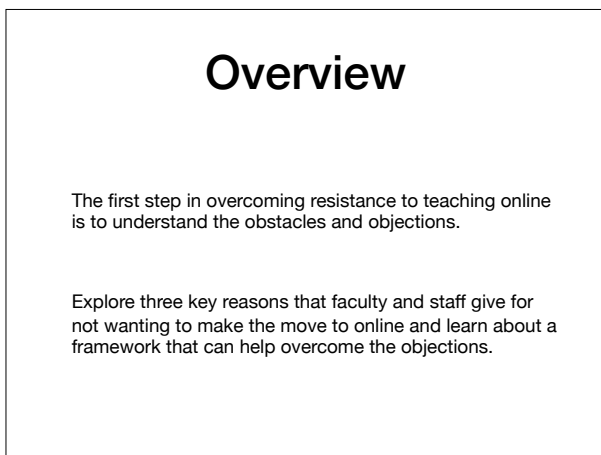 Overview
The first step in overcoming resistance to teaching online
is to understand the obstacles and objections.
Explore three key reasons that faculty and staff give for
not wanting to make the move to online and learn about a
framework that can help overcome the objections.